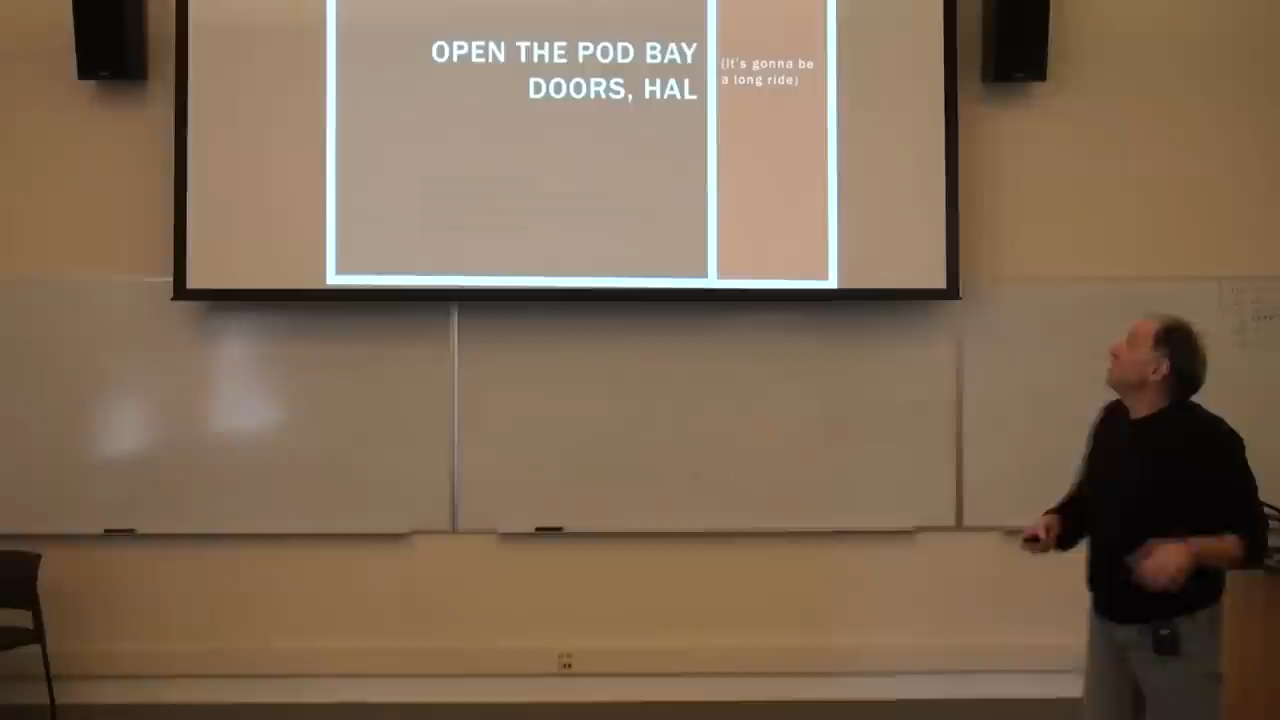 OPEN THE POD BAY
DOORS, HAL
(It's gonna be
a long ride)